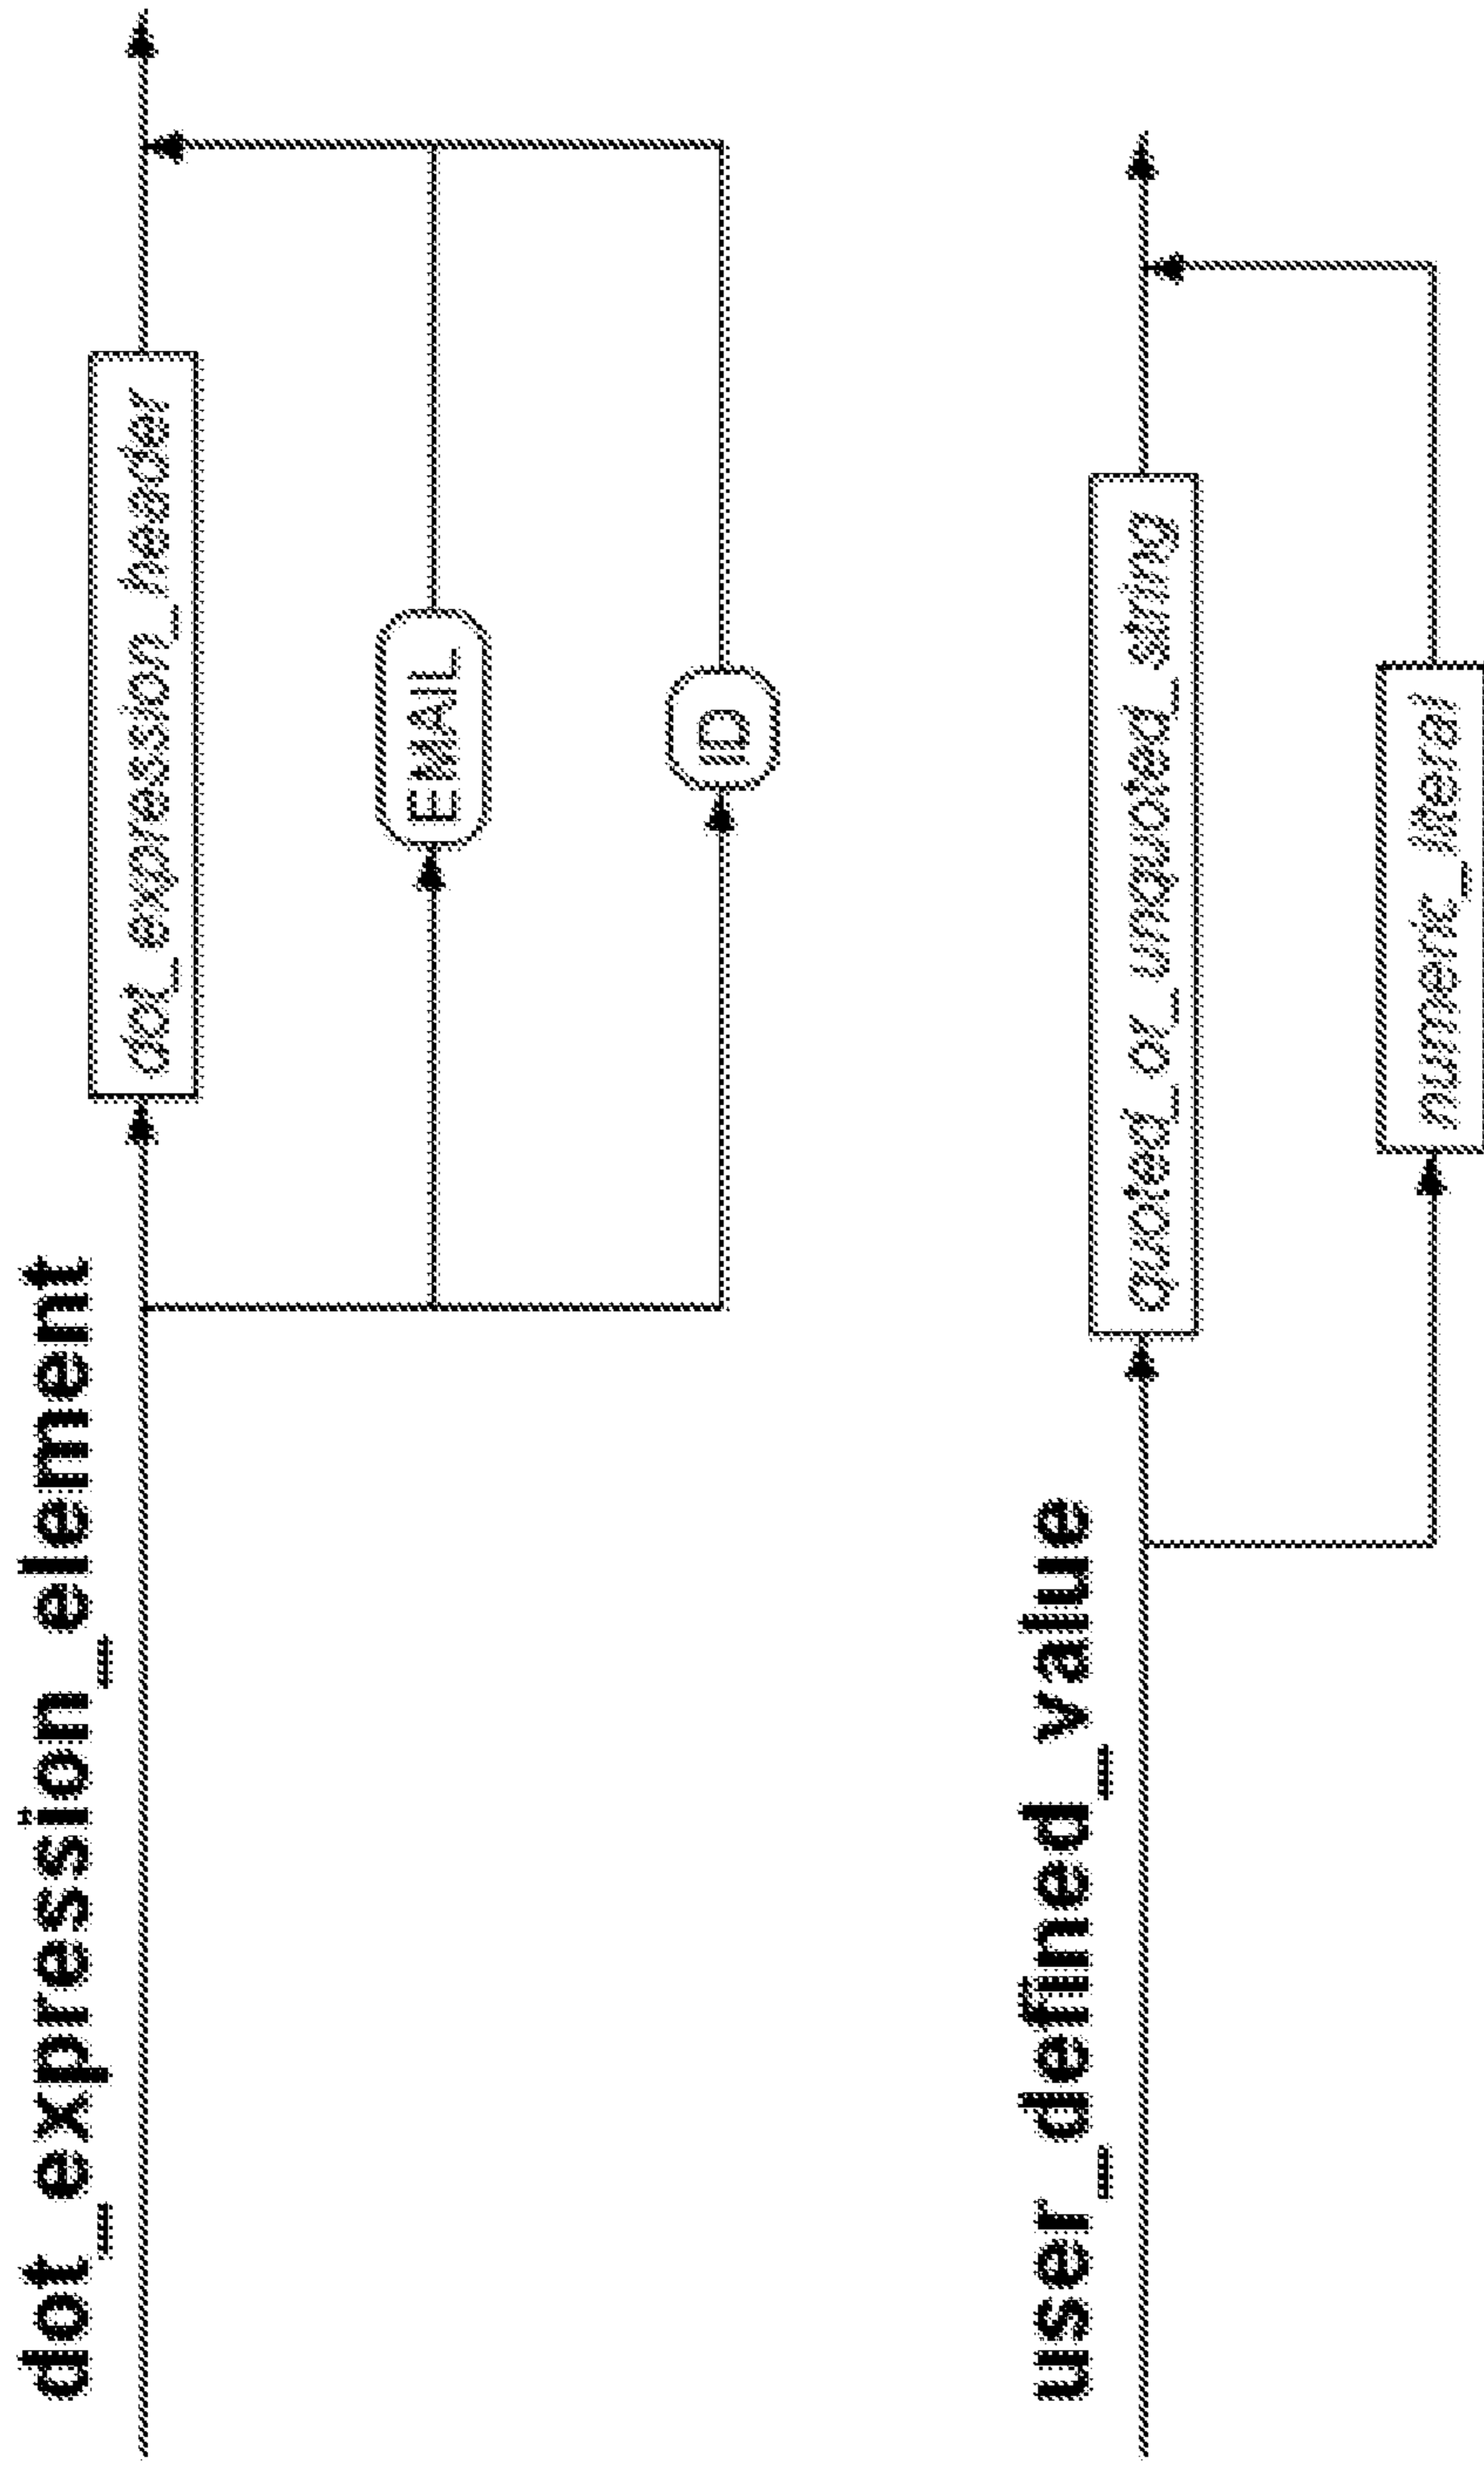 dot_expression_element
dot_expression_header
EMAIL
ID
user_defined_value
quoted_or_unquoted_string
numeric_literal